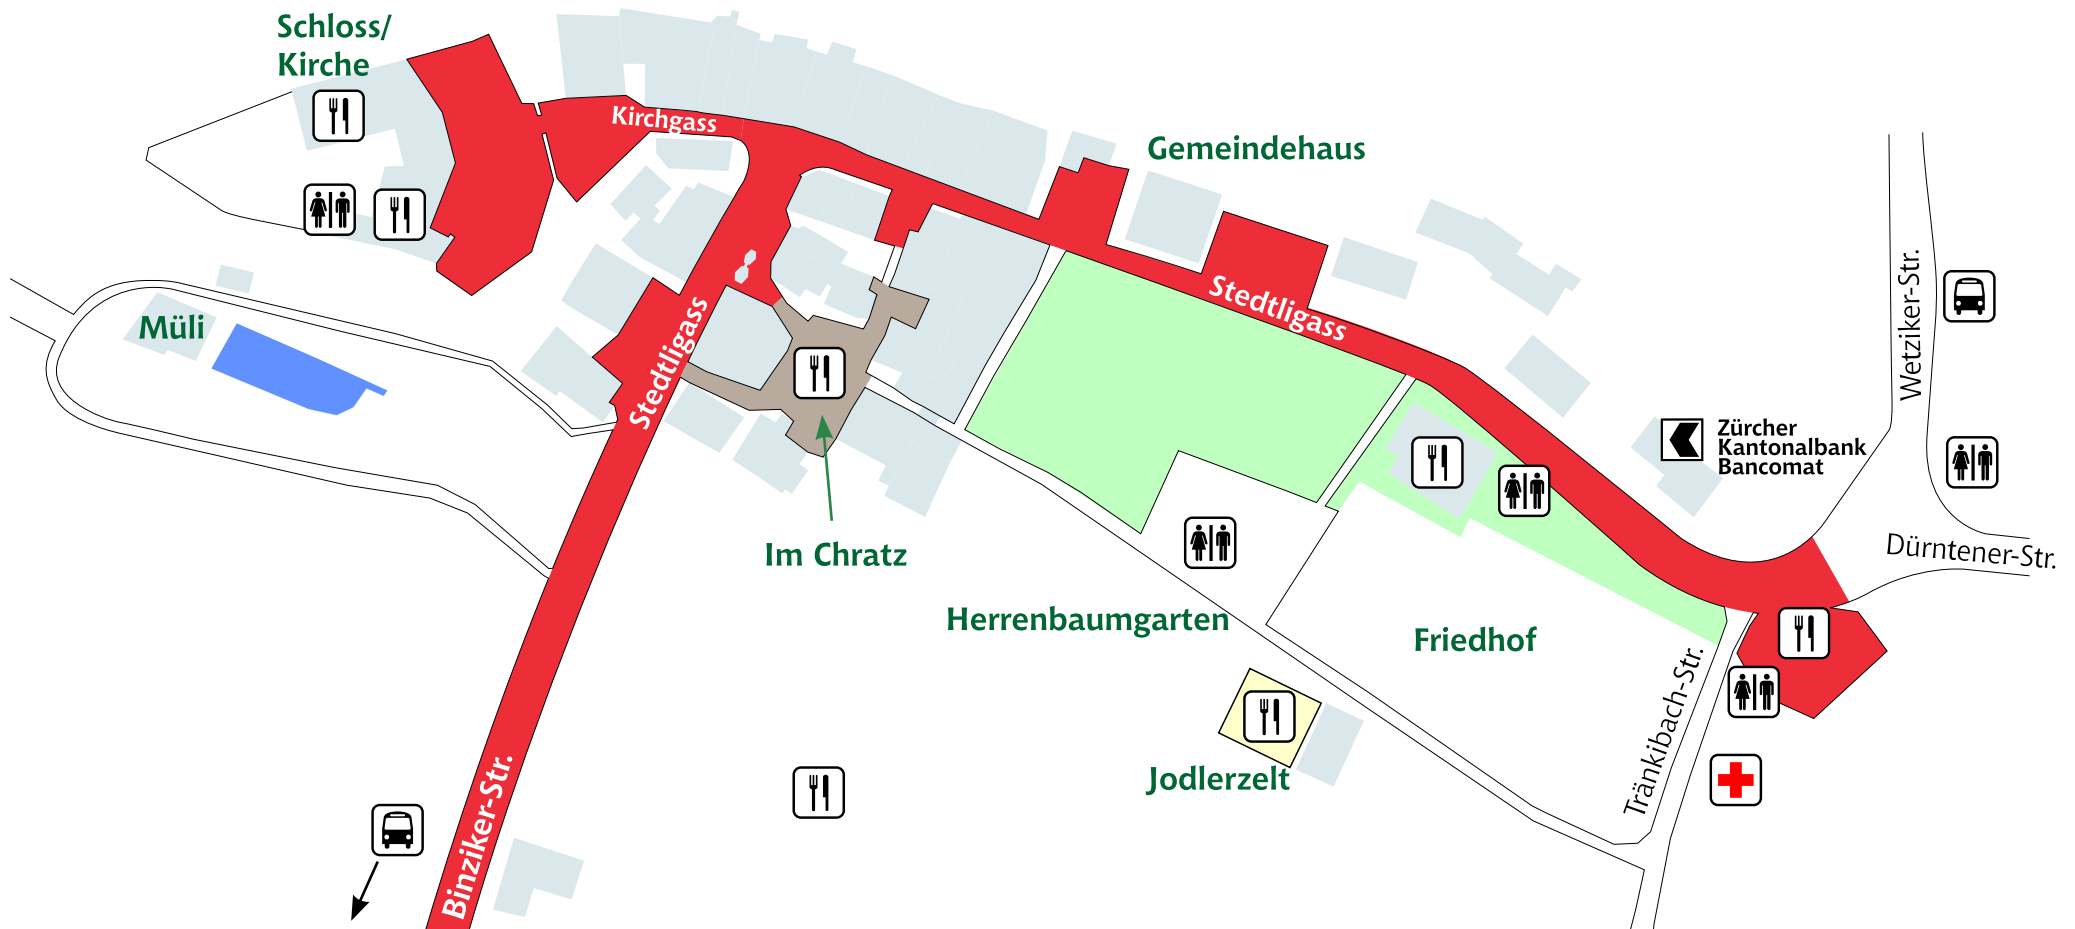 Schloss/
Kirche
Kirchgass
Gemeindehaus
Müli
Stedtligass
Stedtligass
Wetziker-Str.
Zürcher
Kantonalbank
Bancomat
Dürntener-Str.
Im Chratz
Herrenbaumgarten
Friedhof
Tränkibach-Str.
Jodlerzelt
Binziker-Str.